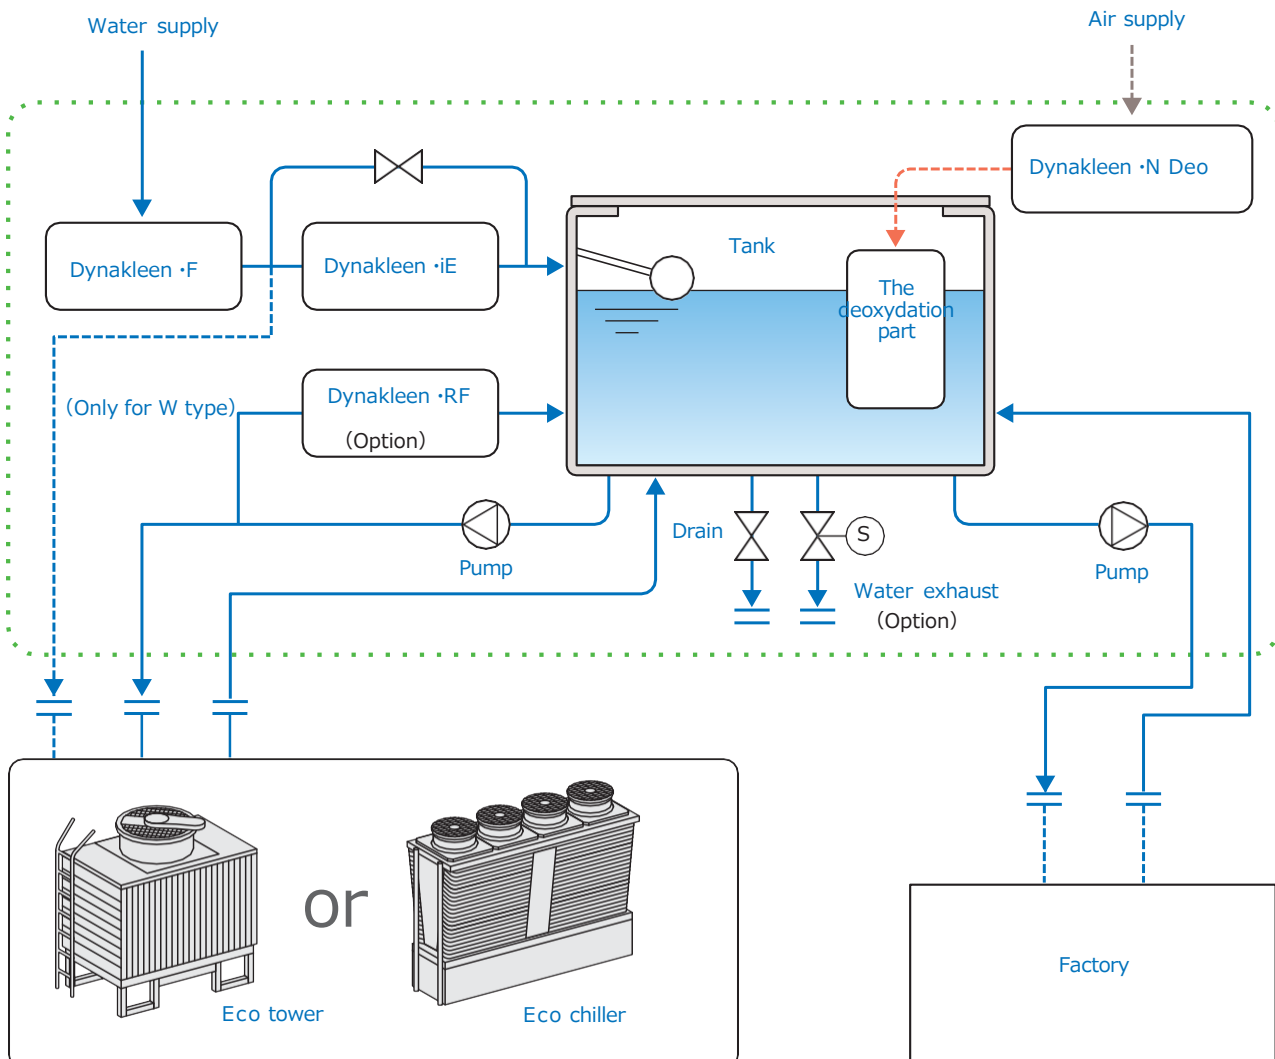 Water supply
Air supply
Dynakleen ・N Deo
Dynakleen ・F
Dynakleen ・iE
Tank
The
deoxydation
part
(Only for W type)
Dynakleen ・RF
(Option)
Pump
Drain
S
Water exhaust
(Option)
Pump
or
Eco tower
Eco chiller
Factory